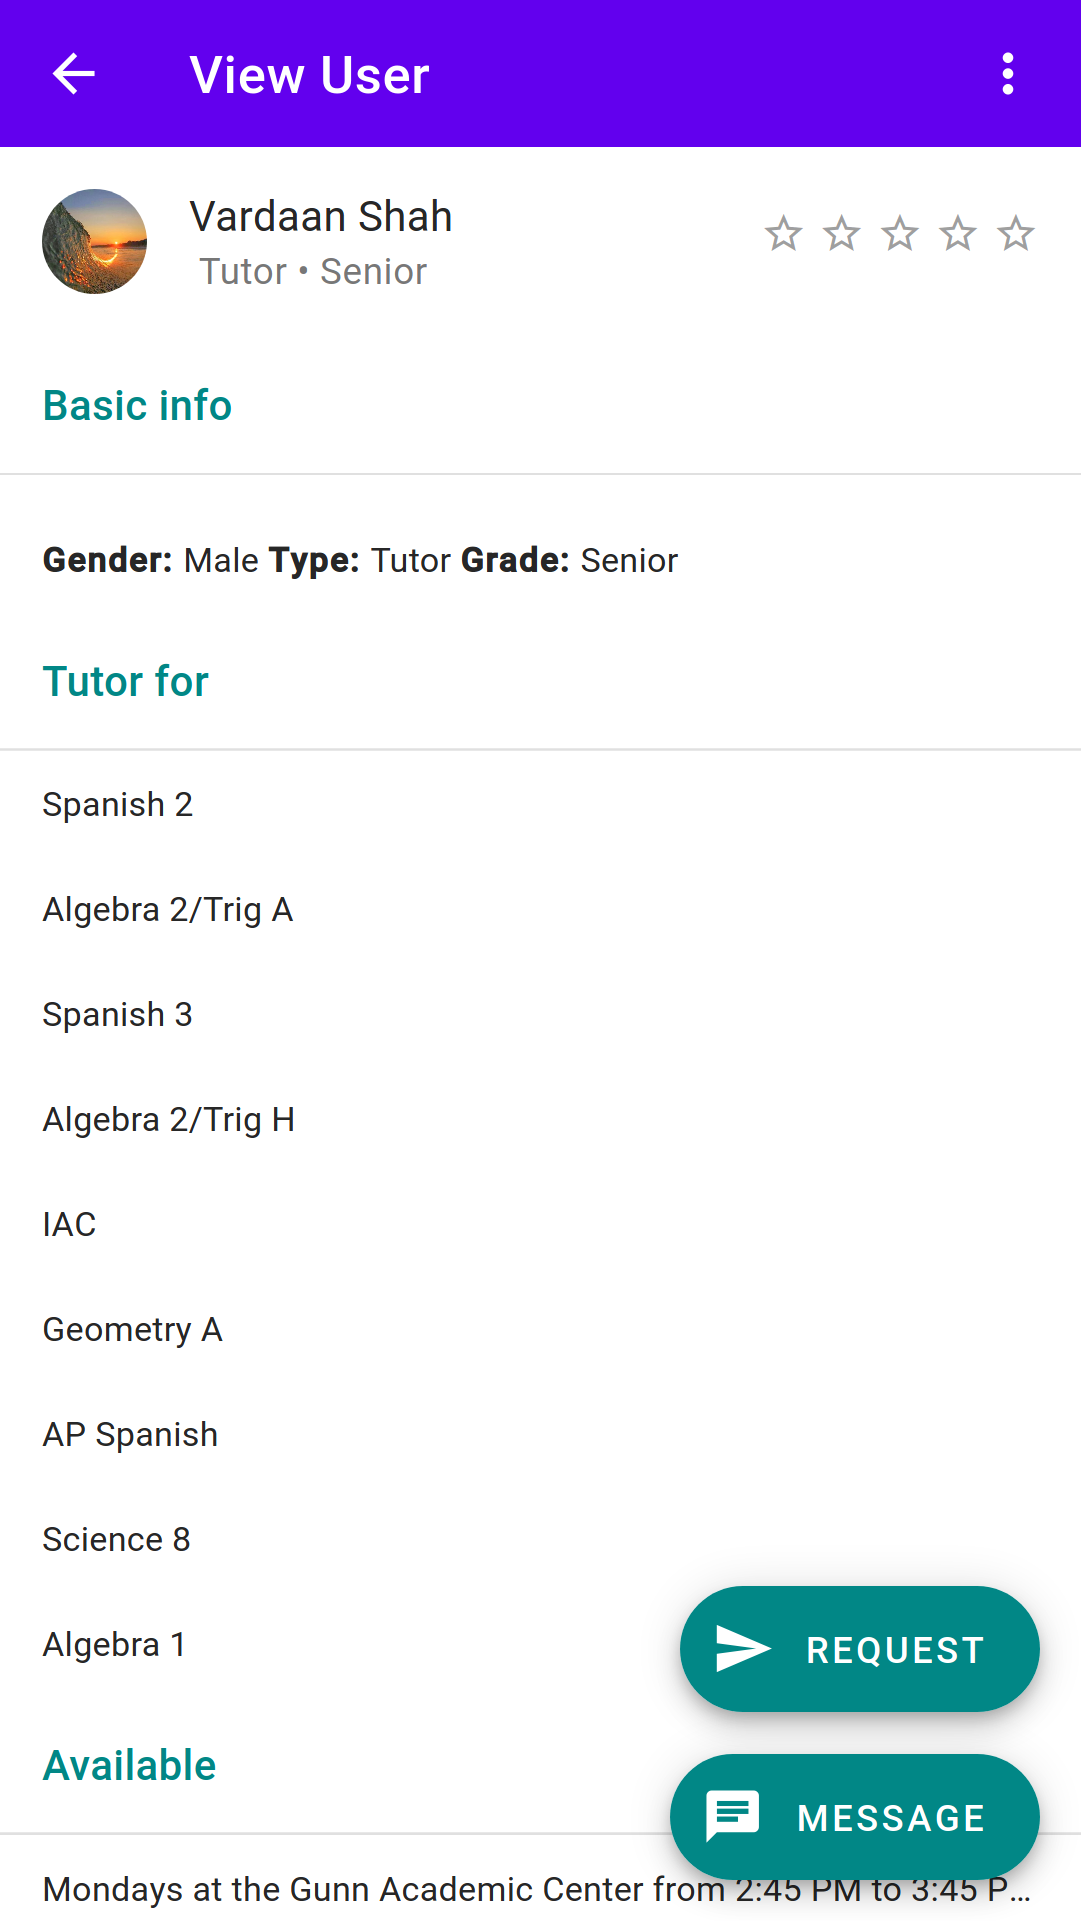 View User
Vardaan Shah
Tutor • Senior
Basic info
Gender: Male Type: Tutor Grade: Senior
Tutor for
Spanish 2
Algebra 2/Trig A
Spanish 3
Algebra 2/Trig H
IAC
Geometry A
AP Spanish
Science 8
Algebra 1
REQUEST
Available
MESSAGE
Mondays at the Gunn Academic Center from 2:45 PM to 3:45 P...